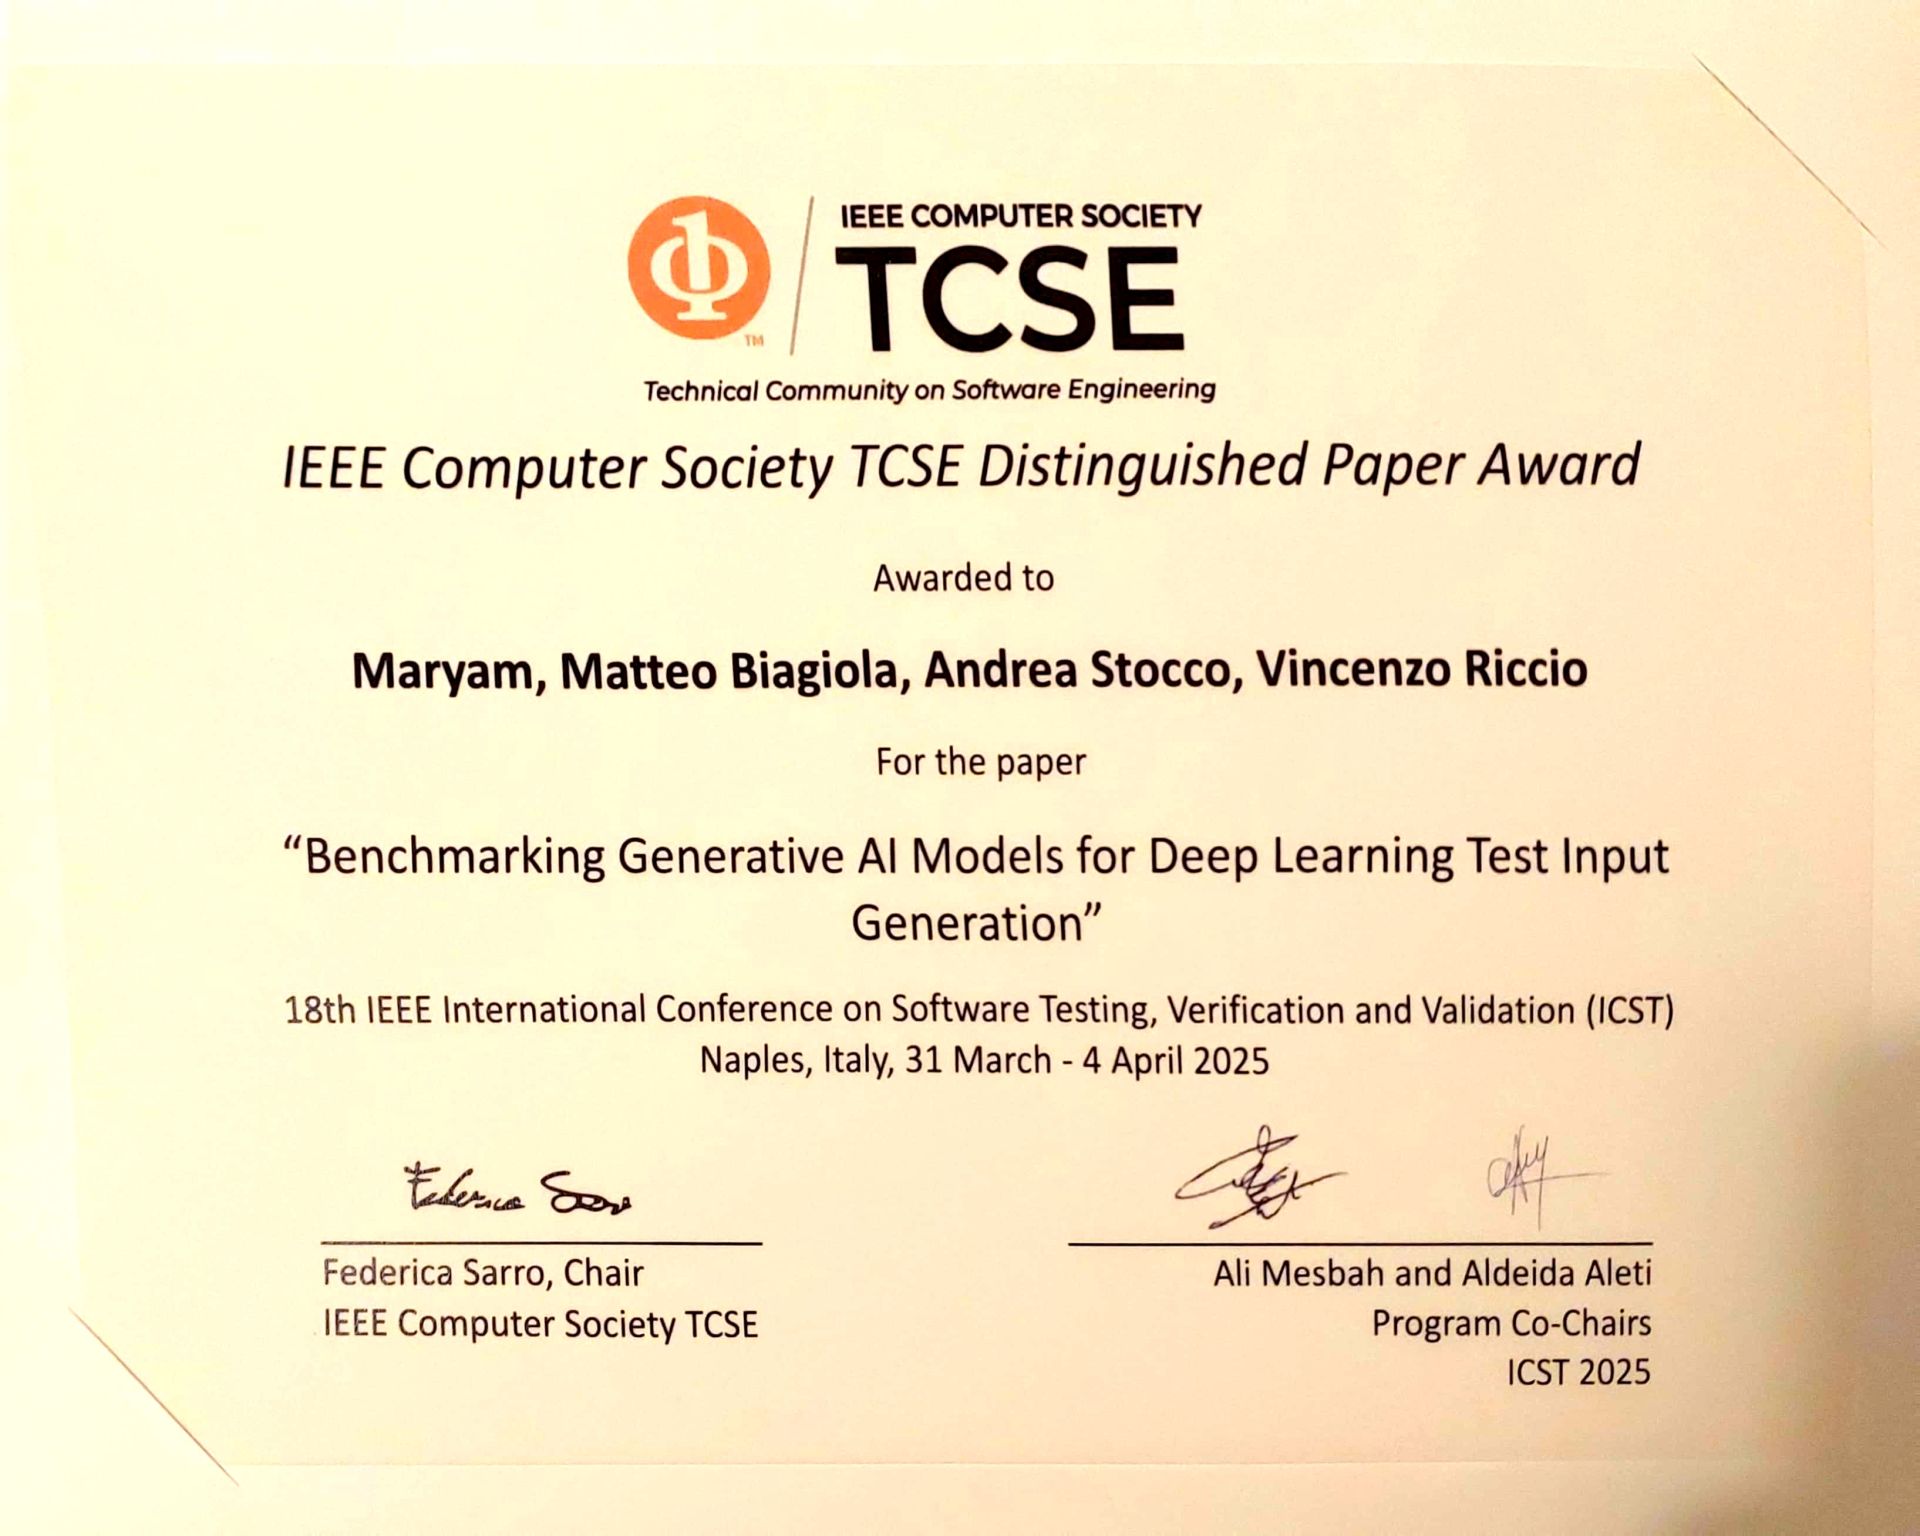 IEEE COMPUTER SOCIETY
TCSE
TM
Technical Community on Software Engineering
IEEE Computer Society TCSE Distinguished Paper Award
Awarded to
Maryam, Matteo Biagiola, Andrea Stocco, Vincenzo Riccio
For the paper
“Benchmarking Generative AI Models for Deep Learning Test Input
Generation”
18th IEEE International Conference on Software Testing, Verification and Validation (ICST)
Naples, Italy, 31 March - 4 April 2025
Federica Sarro, Chair
IEEE Computer Society TCSE
Ali Mesbah and Aldeida Aleti
Program Co-Chairs
ICST 2025